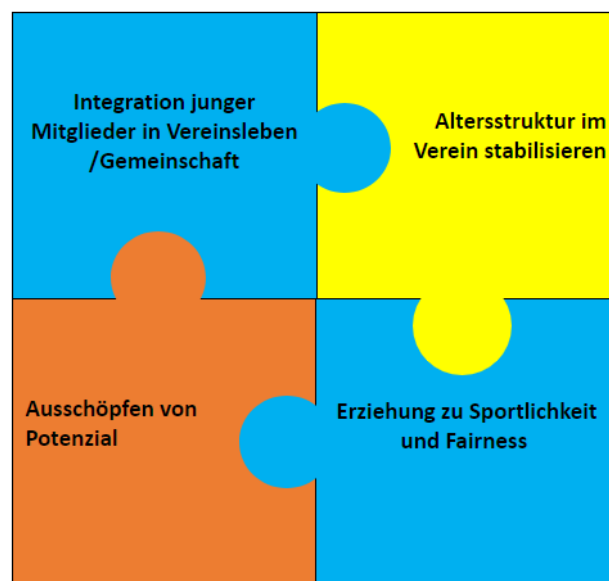 Integration junger
Mitglieder in Vereinsleben
/Gemeinschaft
Altersstruktur im
Verein stabilisieren
Ausschöpfen von
Potenzial
Erziehung zu Sportlichkeit
und Fairness